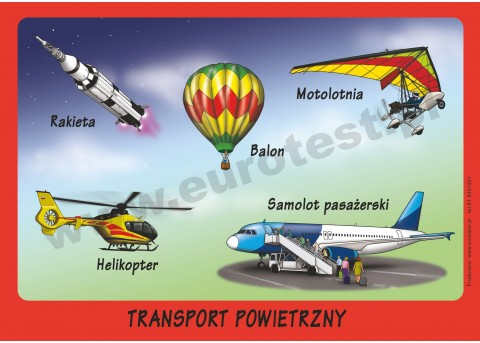 Motolotnia
Rakieta
Balon
www.eurotest.pl
Samolot pasażerski
Helikopter
TRANSPORT POWIETRZNY